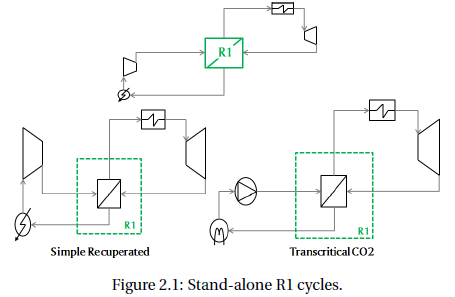 R1
R1
R1
Simple Recuperated
Transcritical CO2
Figure 2.1: Stand-alone R1 cycles.